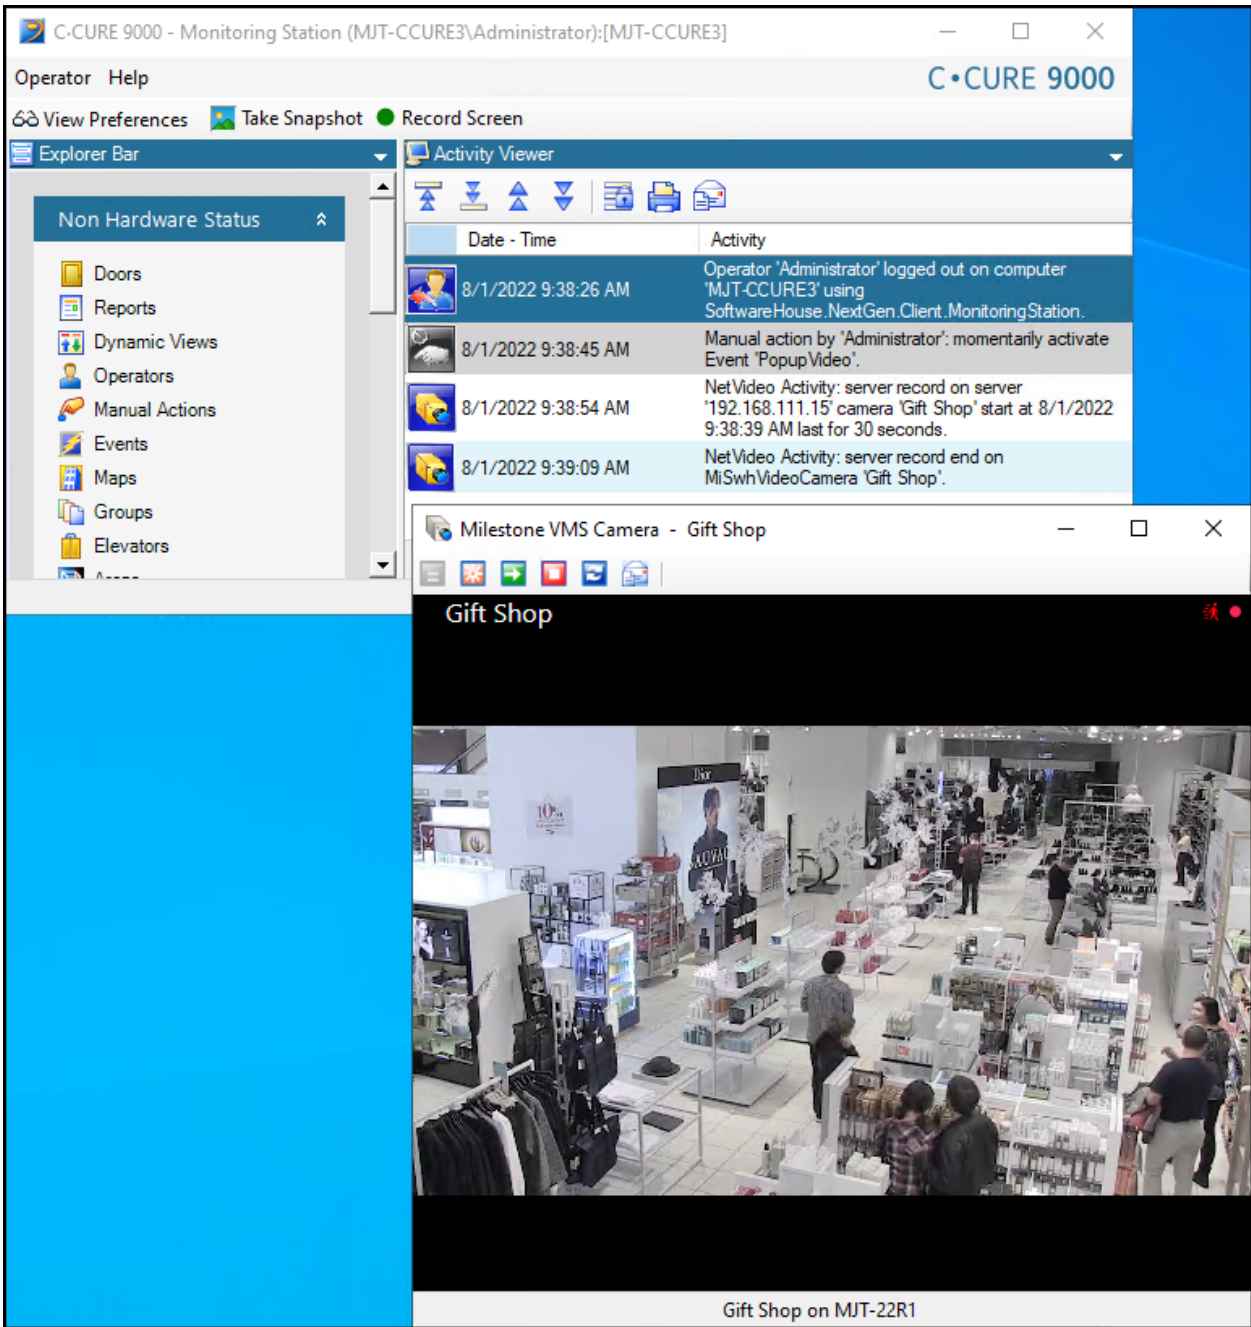 C•CURE 9000 - Monitoring Station (MJT-CCURE3\Administrator):[MJT-CCURE3]
Operator Help
C•CURE 9000
View Preferences Take Snapshot Record Screen
Explorer Bar
Activity Viewer
Non Hardware Status
Doors
Reports
Dynamic Views
Operators
Manual Actions
Events
Maps
Groups
Elevators
Date - Time Activity
8/1/2022 9:38:26 AM
Operator 'Administrator' logged out on computer
'MJT-CCURE3' using
SoftwareHouse.NextGen.Client.MonitoringStation.
8/1/2022 9:38:45 AM
Manual action by 'Administrator': momentarily activate
Event 'PopupVideo'.
8/1/2022 9:38:54 AM
NetVideo Activity: server record on server
'192.168.111.15' camera 'Gift Shop' start at 8/1/2022
9:38:39 AM last for 30 seconds.
8/1/2022 9:39:09 AM
NetVideo Activity: server record end on
MiSwhVideoCamera 'Gift Shop'.
Milestone VMS Camera - Gift Shop
Gift Shop
Dior
10%
SAUVAGE
Gift Shop on MJT-22R1